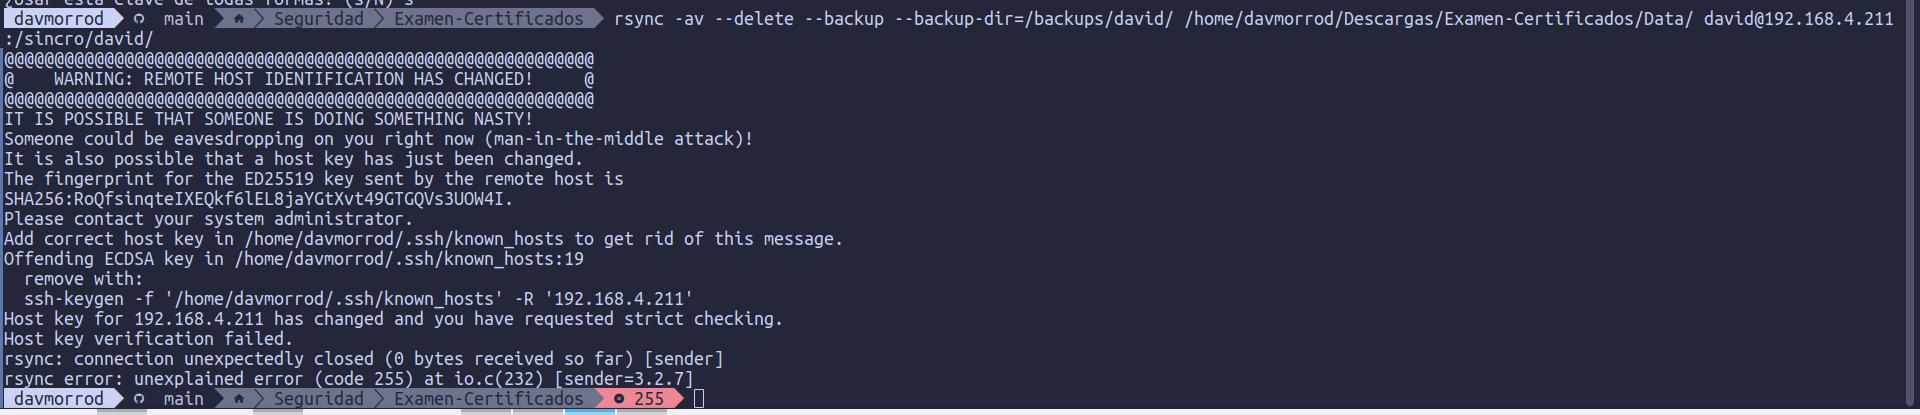 ¿Usar esta clave de todas formas? (s/N) s
davmorrod main Seguridad Examen-Certificados rsync -av --delete --backup --backup-dir=/backups/david/ /home/davmorrod/Descargas/Examen-Certificados/Data/ david@192.168.4.211
:/sincro/david/
@@@@@@@@@@@@@@@@@@@@@@@@@@@@@@@@@@@@@@@@@@@@@@@@@@@@@@@@@@@
@    WARNING: REMOTE HOST IDENTIFICATION HAS CHANGED!     @
@@@@@@@@@@@@@@@@@@@@@@@@@@@@@@@@@@@@@@@@@@@@@@@@@@@@@@@@@@@
IT IS POSSIBLE THAT SOMEONE IS DOING SOMETHING NASTY!
Someone could be eavesdropping on you right now (man-in-the-middle attack)!
It is also possible that a host key has just been changed.
The fingerprint for the ED25519 key sent by the remote host is
SHA256:RoQfsinqteIXEQkf6lEL8jaYGtXvt49GTGQVs3UOW4I.
Please contact your system administrator.
Add correct host key in /home/davmorrod/.ssh/known_hosts to get rid of this message.
Offending ECDSA key in /home/davmorrod/.ssh/known_hosts:19
  remove with:
  ssh-keygen -f '/home/davmorrod/.ssh/known_hosts' -R '192.168.4.211'
Host key for 192.168.4.211 has changed and you have requested strict checking.
Host key verification failed.
rsync: connection unexpectedly closed (0 bytes received so far) [sender]
rsync error: unexplained error (code 255) at io.c(232) [sender=3.2.7]
davmorrod main Seguridad Examen-Certificados 255